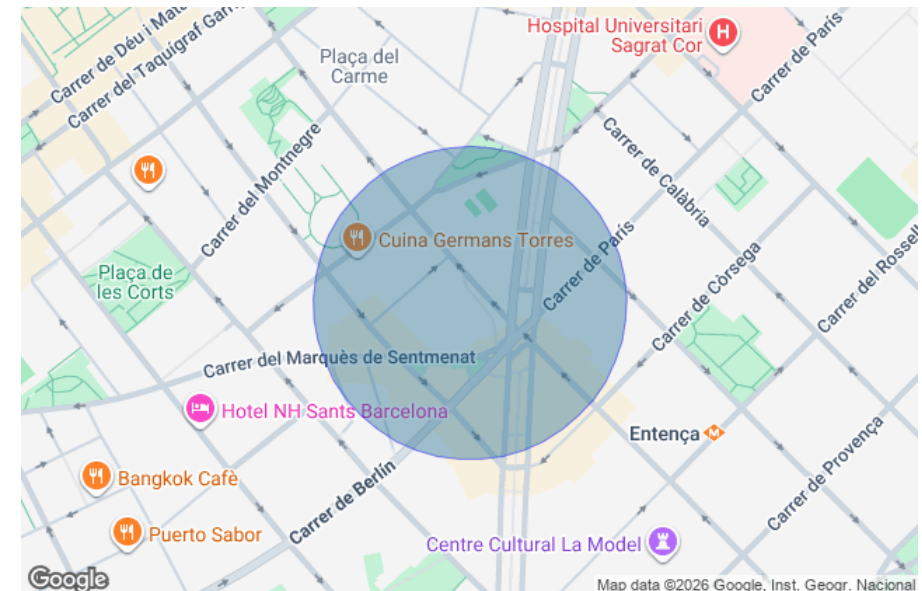 Hospital Universitari
Sagrat Cor
H
Carrer de París
Carrer de Déu i Mata
Carrer del Taquígraf Garr
Plaça del
Carme
Carrer del Montnegre
Carrer de Calàbria
Cuina Germans Torres
Carrer de París
Carrer de Còrsega
Carrer del Rossell
Plaça de
les Corts
Carrer del Marquès de Sentmenat
Hotel NH Sants Barcelona
Entença
M
Carrer de Provença
Bangkok Cafè
Carrer de Berlín
Puerto Sabor
Centre Cultural La Model
Google
Map data ©2026 Google, Inst. Geogr. Nacional